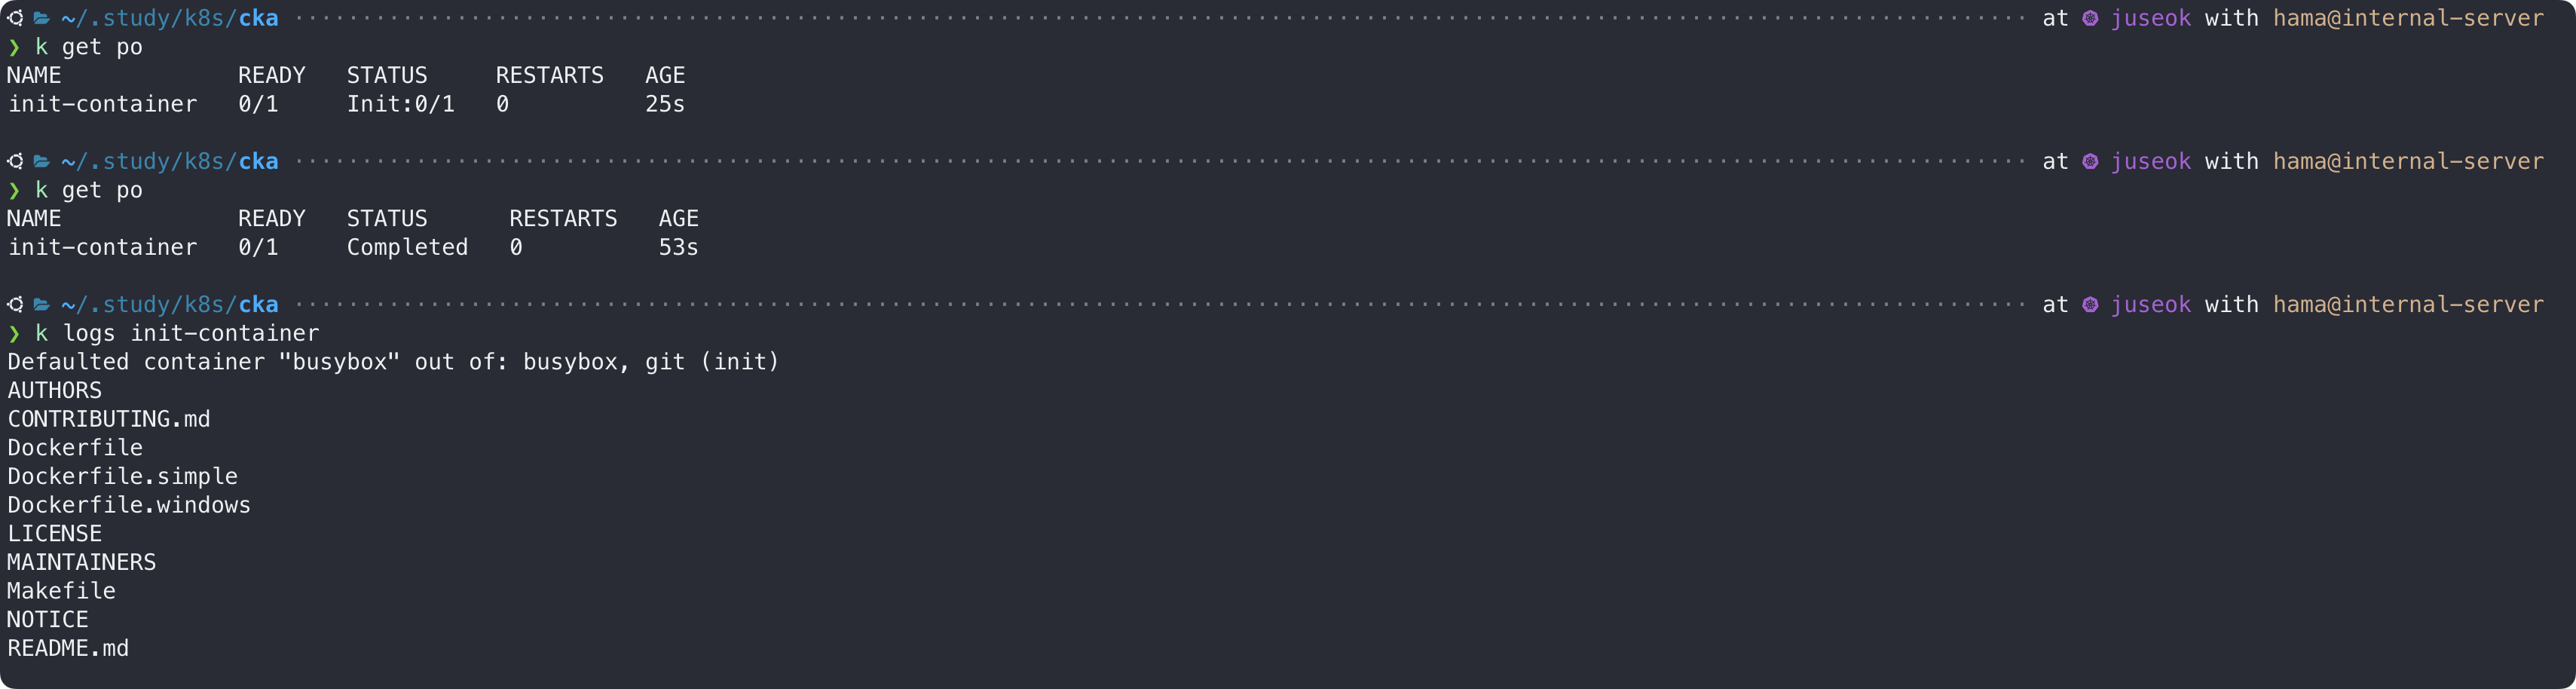 ~/.study/k8s/cka at juseok with hama@internal-server
❯ k get po
NAME READY STATUS RESTARTS AGE
init-container 0/1 Init:0/1 0 25s
~/.study/k8s/cka at juseok with hama@internal-server
❯ k get po
NAME READY STATUS RESTARTS AGE
init-container 0/1 Completed 0 53s
~/.study/k8s/cka at juseok with hama@internal-server
❯ k logs init-container
Defaulted container "busybox" out of: busybox, git (init)
AUTHORS
CONTRIBUTING.md
Dockerfile
Dockerfile.simple
Dockerfile.windows
LICENSE
MAINTAINERS
Makefile
NOTICE
README.md